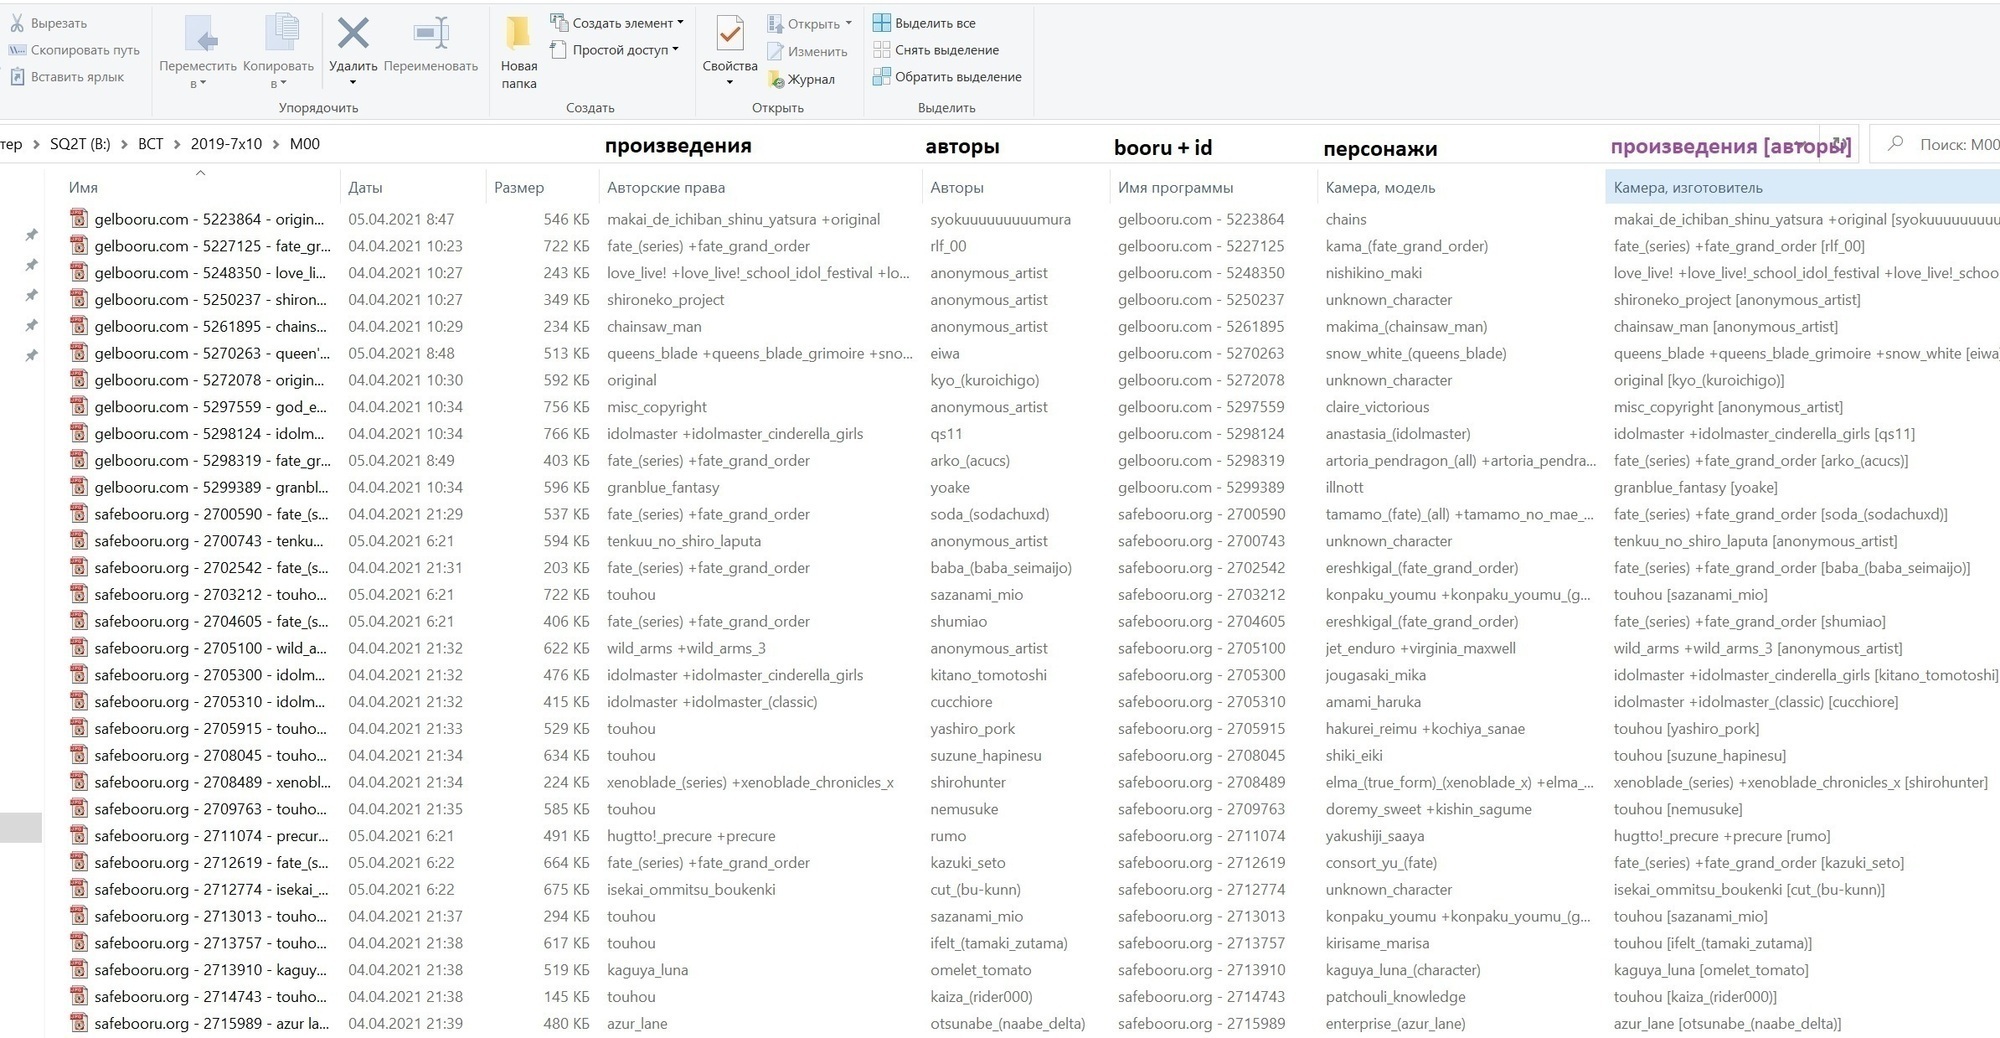 Вырезать
Скопировать путь
Вставить ярлык
Переместить в
Копировать в
Удалить
Переименовать
Упорядочить
Новая папка
Создать элемент
Простой доступ
Создать
Свойства
Открыть
Изменить
Журнал
Открыть
Выделить все
Снять выделение
Обратить выделение
Выделить
тер > SQ2T (B:) > BCT > 2019-7x10 > M00
произведения авторы booru + id персонажи произведения [авторы]
Поиск: M00
Имя Даты Размер Авторские права Авторы Имя программы Камера, модель Камера, изготовитель
gelbooru.com - 5223864 - origin... 05.04.2021 8:47 546 КБ makai_de_ichiban_shinu_yatsura +original syokuuuuuuuuumura gelbooru.com - 5223864 chains makai_de_ichiban_shinu_yatsura +original [syokuuuuuuuuu
gelbooru.com - 5227125 - fate_gr... 04.04.2021 10:23 722 КБ fate_(series) +fate_grand_order rlf_00 gelbooru.com - 5227125 kama_(fate_grand_order) fate_(series) +fate_grand_order [rlf_00]
gelbooru.com - 5248350 - love_li... 04.04.2021 10:27 243 КБ love_live! +love_live!_school_idol_festival +lo... anonymous_artist gelbooru.com - 5248350 nishikino_maki love_live! +love_live!_school_idol_festival +love_live!_schoo
gelbooru.com - 5250237 - shiron... 04.04.2021 10:27 349 КБ shironeko_project anonymous_artist gelbooru.com - 5250237 unknown_character shironeko_project [anonymous_artist]
gelbooru.com - 5261895 - chains... 04.04.2021 10:29 234 КБ chainsaw_man anonymous_artist gelbooru.com - 5261895 makima_(chainsaw_man) chainsaw_man [anonymous_artist]
gelbooru.com - 5270263 - queen'... 05.04.2021 8:48 513 КБ queens_blade +queens_blade_grimoire +sno... eiwa gelbooru.com - 5270263 snow_white_(queens_blade) queens_blade +queens_blade_grimoire +snow_white [eiwa
gelbooru.com - 5272078 - origin... 04.04.2021 10:30 592 КБ original kyo_(kuroichigo) gelbooru.com - 5272078 unknown_character original [kyo_(kuroichigo)]
gelbooru.com - 5297559 - god_e... 04.04.2021 10:34 756 КБ misc_copyright anonymous_artist gelbooru.com - 5297559 claire_victorious misc_copyright [anonymous_artist]
gelbooru.com - 5298124 - idolm... 04.04.2021 10:34 766 КБ idolmaster +idolmaster_cinderella_girls qs11 gelbooru.com - 5298124 anastasia_(idolmaster) idolmaster +idolmaster_cinderella_girls [qs11]
gelbooru.com - 5298319 - fate_gr... 05.04.2021 8:49 403 КБ fate_(series) +fate_grand_order arko_(acucs) gelbooru.com - 5298319 artoria_pendragon_(all) +artoria_pendra... fate_(series) +fate_grand_order [arko_(acucs)]
gelbooru.com - 5299389 - granbl... 04.04.2021 10:34 596 КБ granblue_fantasy yoake gelbooru.com - 5299389 illnott granblue_fantasy [yoake]
safebooru.org - 2700590 - fate_(s... 04.04.2021 21:29 537 КБ fate_(series) +fate_grand_order soda_(sodachuxd) safebooru.org - 2700590 tamamo_(fate)_(all) +tamamo_no_mae_... fate_(series) +fate_grand_order [soda_(sodachuxd)]
safebooru.org - 2700743 - tenku... 05.04.2021 6:21 594 КБ tenkuu_no_shiro_laputa anonymous_artist safebooru.org - 2700743 unknown_character tenkuu_no_shiro_laputa [anonymous_artist]
safebooru.org - 2702542 - fate_(s... 04.04.2021 21:31 203 КБ fate_(series) +fate_grand_order baba_(baba_seimaijo) safebooru.org - 2702542 ereshkigal_(fate_grand_order) fate_(series) +fate_grand_order [baba_(baba_seimaijo)]
safebooru.org - 2703212 - touho... 05.04.2021 6:21 722 КБ touhou sazanami_mio safebooru.org - 2703212 konpaku_youmu +konpaku_youmu_(g... touhou [sazanami_mio]
safebooru.org - 2704605 - fate_(s... 05.04.2021 6:21 406 КБ fate_(series) +fate_grand_order shumiao safebooru.org - 2704605 ereshkigal_(fate_grand_order) fate_(series) +fate_grand_order [shumiao]
safebooru.org - 2705100 - wild_a... 04.04.2021 21:32 622 КБ wild_arms +wild_arms_3 anonymous_artist safebooru.org - 2705100 jet_enduro +virginia_maxwell wild_arms +wild_arms_3 [anonymous_artist]
safebooru.org - 2705300 - idolm... 04.04.2021 21:32 476 КБ idolmaster +idolmaster_cinderella_girls kitano_tomotoshi safebooru.org - 2705300 jougasaki_mika idolmaster +idolmaster_cinderella_girls [kitano_tomotoshi]
safebooru.org - 2705310 - idolm... 04.04.2021 21:32 415 КБ idolmaster +idolmaster_(classic) cucchiore safebooru.org - 2705310 amami_haruka idolmaster +idolmaster_(classic) [cucchiore]
safebooru.org - 2705915 - touho... 04.04.2021 21:33 529 КБ touhou yashiro_pork safebooru.org - 2705915 hakurei_reimu +kochiya_sanae touhou [yashiro_pork]
safebooru.org - 2708045 - touho... 04.04.2021 21:34 634 КБ touhou suzune_hapinesu safebooru.org - 2708045 shiki_eiki touhou [suzune_hapinesu]
safebooru.org - 2708489 - xenobl... 04.04.2021 21:34 224 КБ xenoblade_(series) +xenoblade_chronicles_x shirohunter safebooru.org - 2708489 elma_(true_form)_(xenoblade_x) +elma_... xenoblade_(series) +xenoblade_chronicles_x [shirohunter]
safebooru.org - 2709763 - touho... 04.04.2021 21:35 585 КБ touhou nemusuke safebooru.org - 2709763 doremy_sweet +kishin_sagume touhou [nemusuke]
safebooru.org - 2711074 - precur... 05.04.2021 6:21 491 КБ hugtto!_precure +precure rumo safebooru.org - 2711074 yakushiji_saaya hugtto!_precure +precure [rumo]
safebooru.org - 2712619 - fate_(s... 05.04.2021 6:22 664 КБ fate_(series) +fate_grand_order kazuki_seto safebooru.org - 2712619 consort_yu_(fate) fate_(series) +fate_grand_order [kazuki_seto]
safebooru.org - 2712774 - isekai_... 05.04.2021 6:22 675 КБ isekai_ommitsu_boukenki cut_(bu-kunn) safebooru.org - 2712774 unknown_character isekai_ommitsu_boukenki [cut_(bu-kunn)]
safebooru.org - 2713013 - touho... 04.04.2021 21:37 294 КБ touhou sazanami_mio safebooru.org - 2713013 konpaku_youmu +konpaku_youmu_(g... touhou [sazanami_mio]
safebooru.org - 2713757 - touho... 04.04.2021 21:38 617 КБ touhou ifelt_(tamaki_zutama) safebooru.org - 2713757 kirisame_marisa touhou [ifelt_(tamaki_zutama)]
safebooru.org - 2713910 - kaguy... 04.04.2021 21:38 519 КБ kaguya_luna omelet_tomato safebooru.org - 2713910 kaguya_luna_(character) kaguya_luna [omelet_tomato]
safebooru.org - 2714743 - touho... 04.04.2021 21:38 145 КБ touhou kaiza_(rider000) safebooru.org - 2714743 patchouli_knowledge touhou [kaiza_(rider000)]
safebooru.org - 2715989 - azur la... 04.04.2021 21:39 480 КБ azur_lane otsunabe_(naabe_delta) safebooru.org - 2715989 enterprise_(azur_lane) azur_lane [otsunabe_(naabe_delta)]